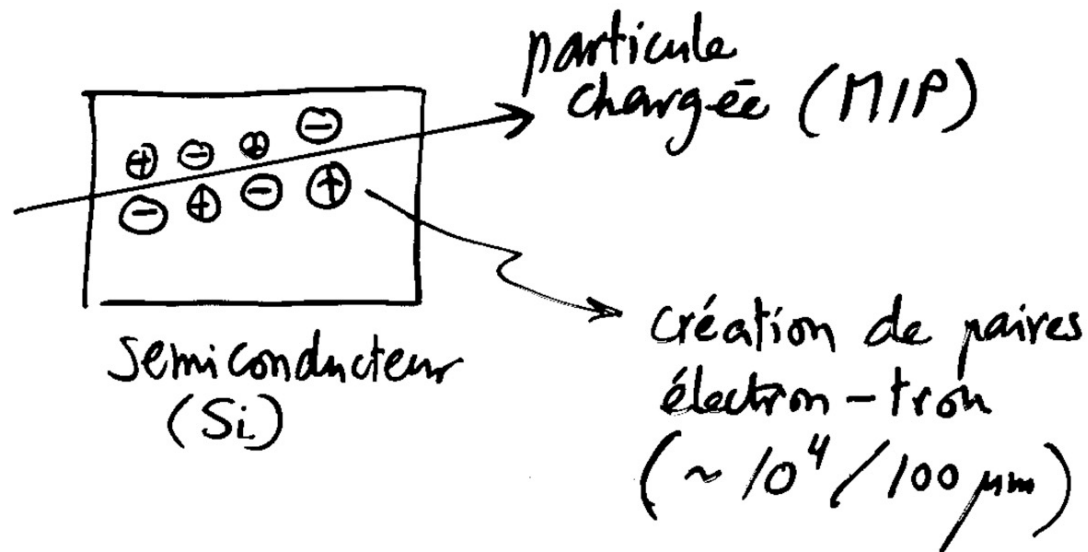 particule
chargée (MIP)
⊕ ⊖ ⊕ ⊖
⊖ ⊕ ⊖ ⊕
semiconducteur
(Si)
création de paires
électron-trou
(~ 10⁴/100 μm)